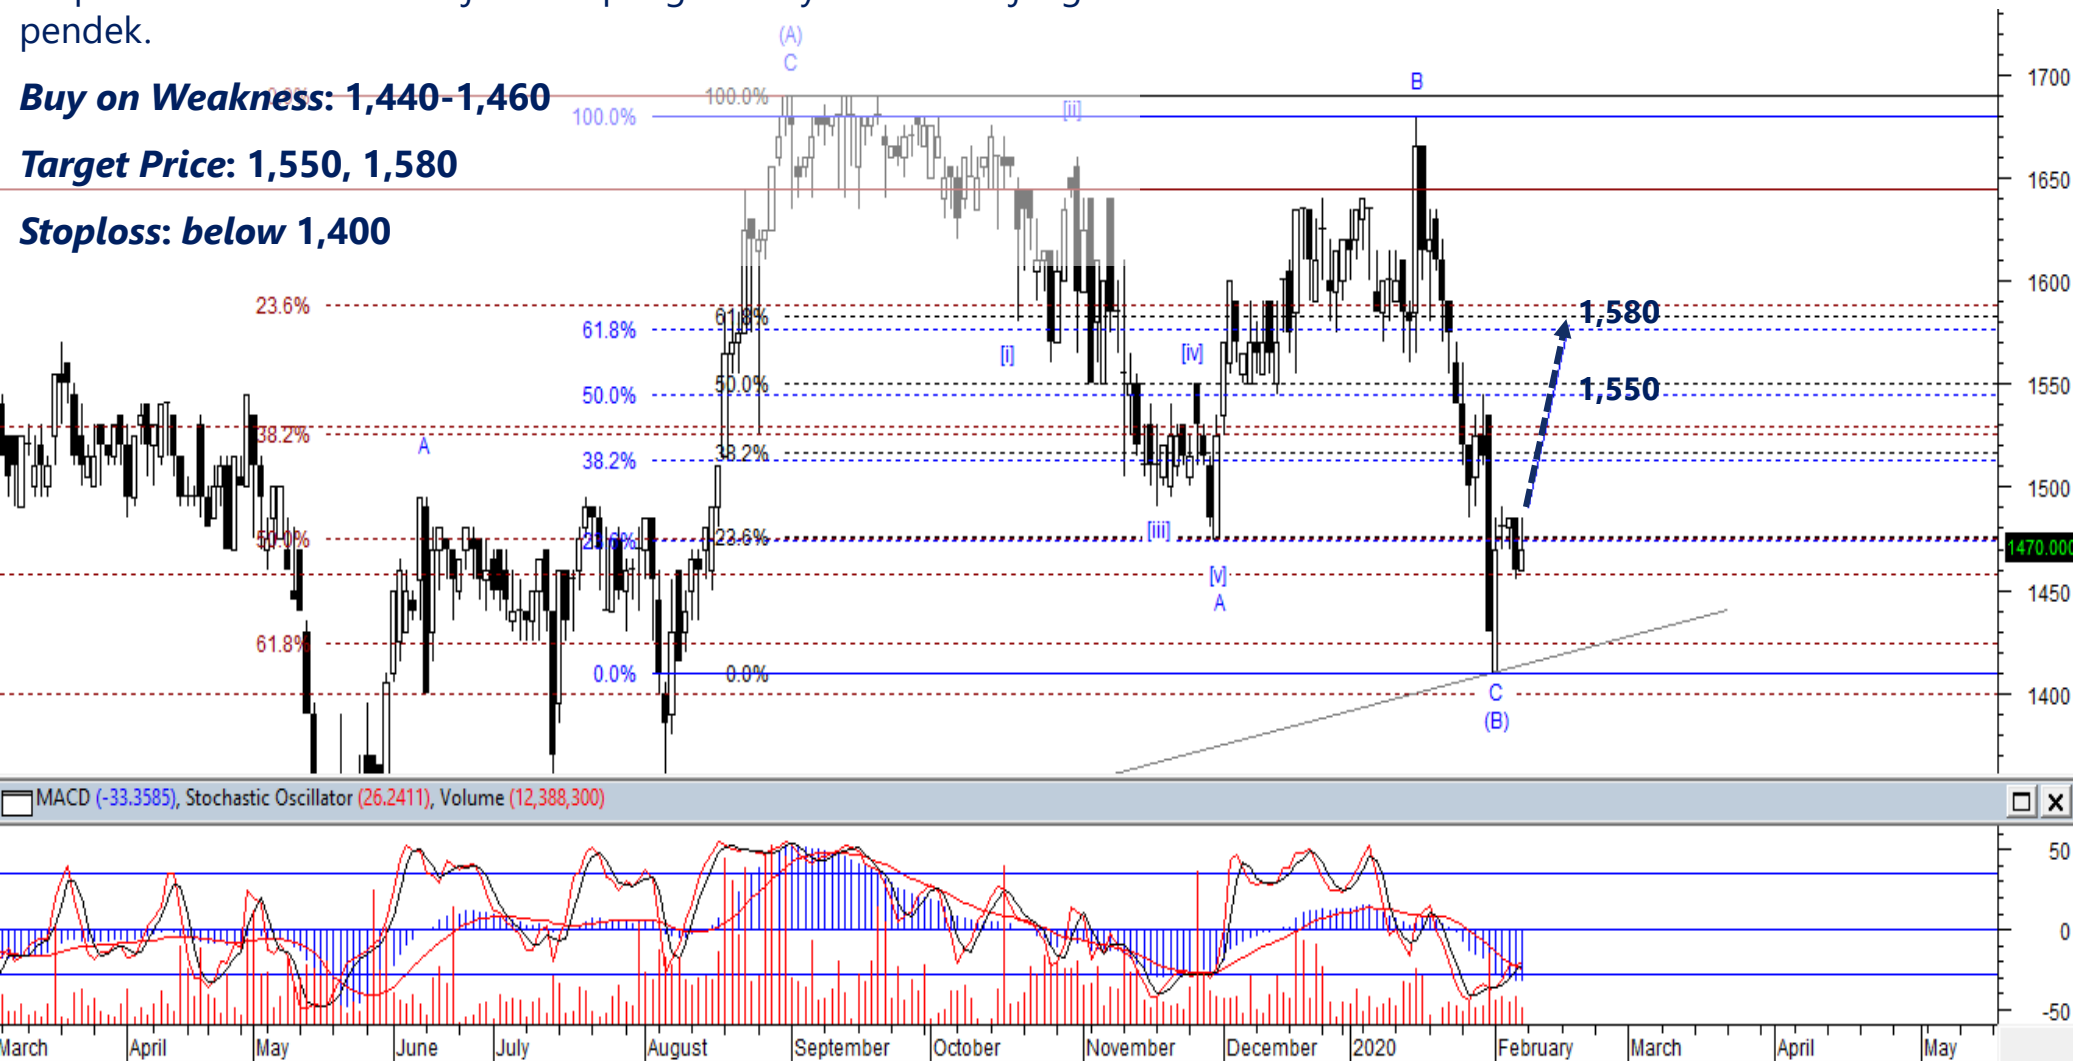 pendek.
Buy on Weakness: 1,440-1,460
Target Price: 1,550, 1,580
Stoploss: below 1,400
(A)
C
[ii]
B
100.0%
100.0%
23.6%
61.8%
61.8%
50.0%
50.0%
38.2%
38.2%
38.2%
50.0%
23.6%
23.6%
61.8%
0.0%
0.0%
A
[i]
[iv]
[iii]
[v]
A
C
(B)
1,580
1,550
1700
1650
1600
1550
1500
1470.000
1450
1400
MACD (-33.3585), Stochastic Oscillator (26.2411), Volume (12,388,300)
50
0
-50
March April May June July August September October November December 2020 February March April May